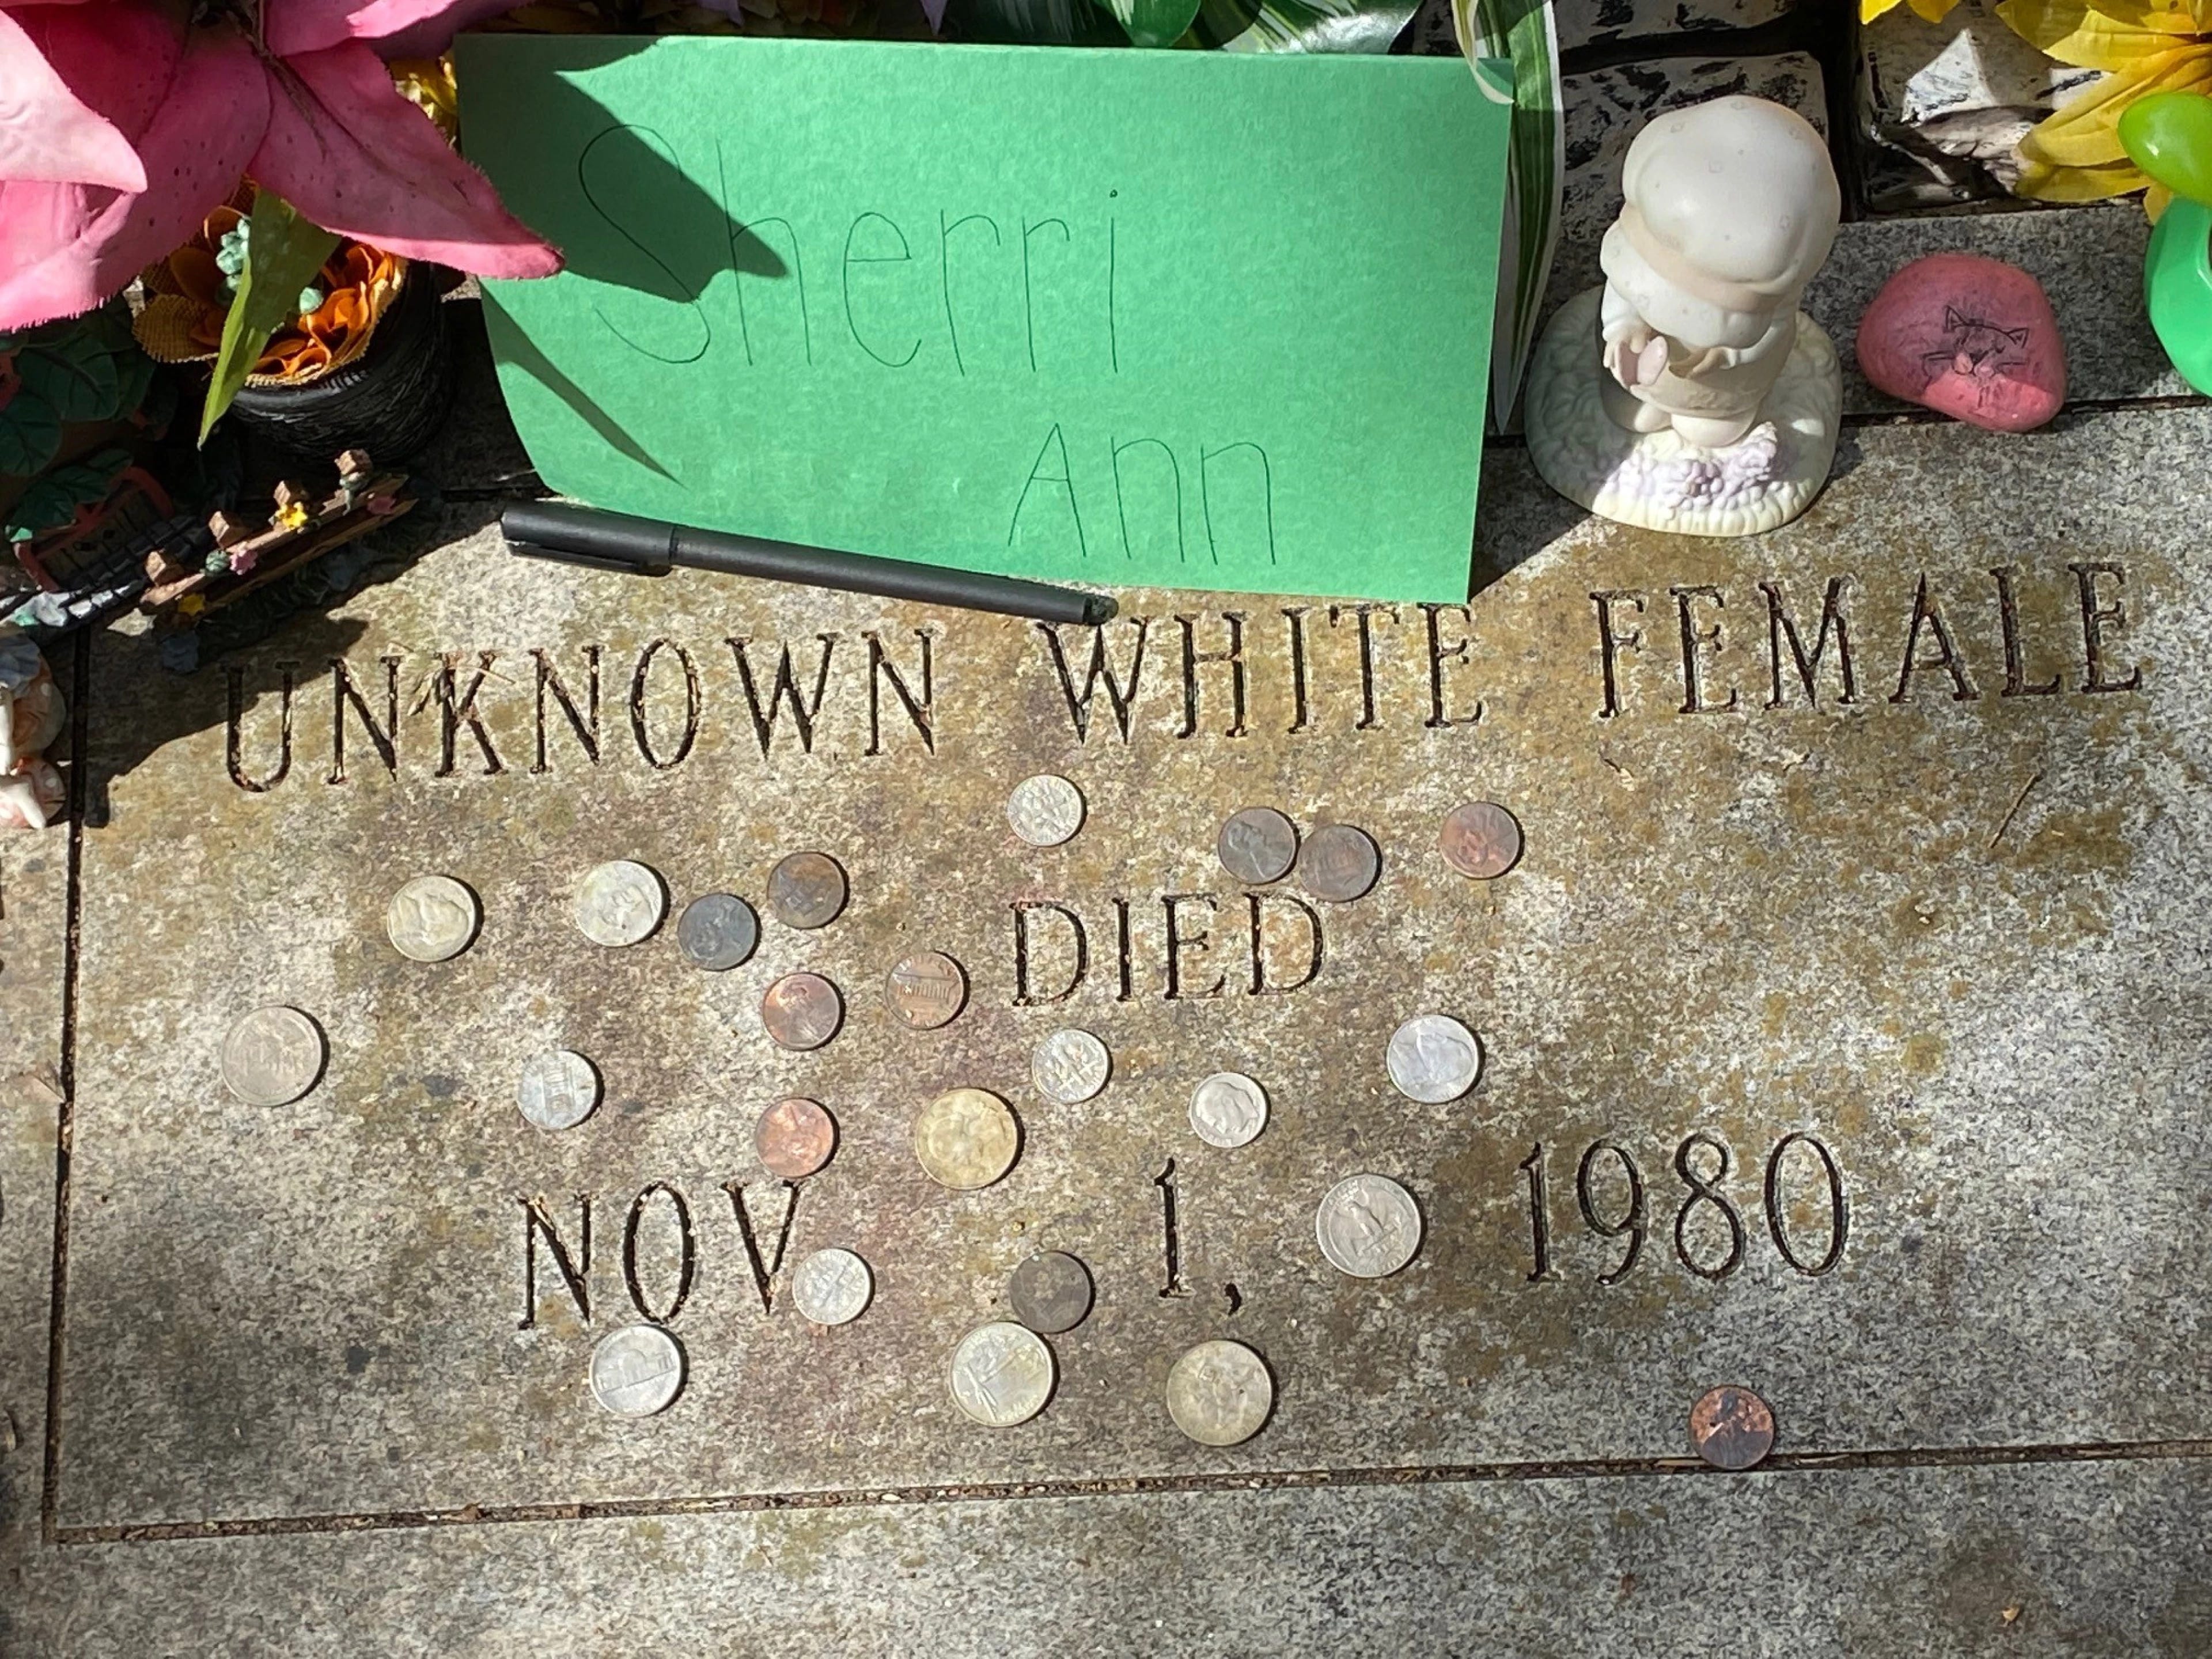 Sherri
Ann
UNKNOWN WHITE FEMALE
DIED
NOV 1, 1980